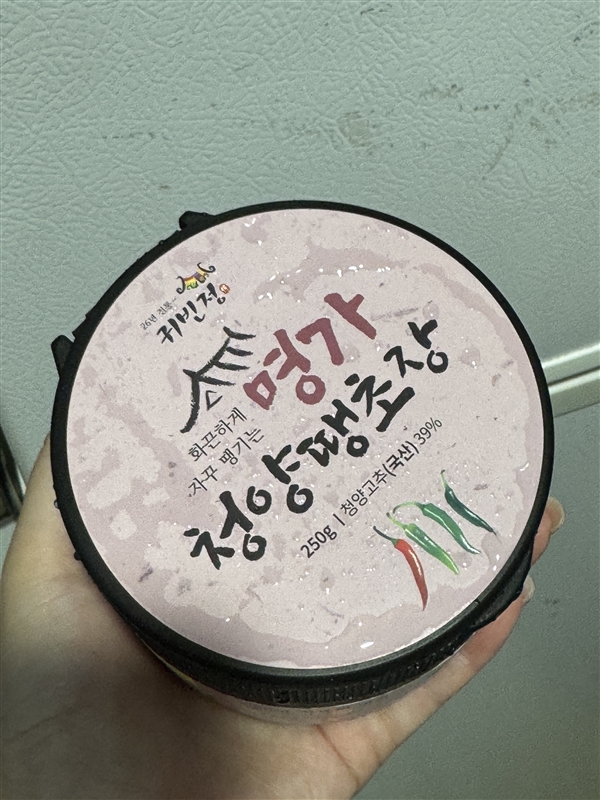 26년 전통~
귀빈정
명가
화끈하게
자꾸 땡기는
청양땡초장
250g | 청양고추(국산) 39%